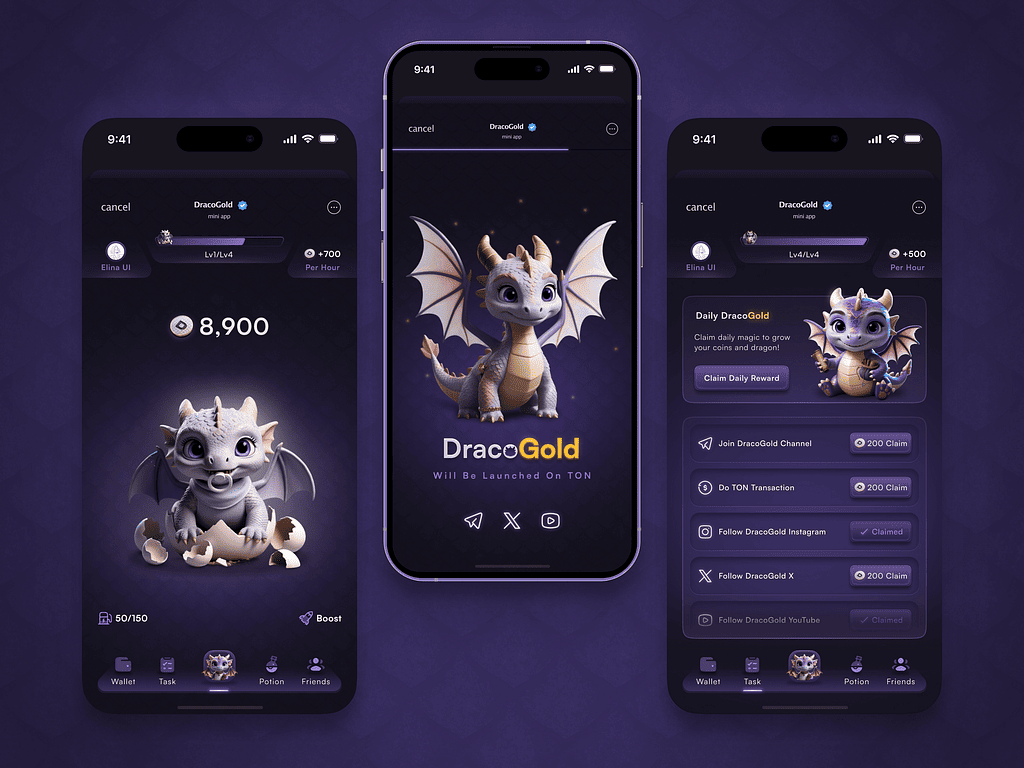 9:41
cancel
DracoGold
mini app
Elina UI
Lv1/Lv4
+700
Per Hour
8,900
50/150
Boost
Wallet
Task
Potion
Friends
9:41
cancel
DracoGold
mini app
DracoGold
Will Be Launched On TON
9:41
cancel
DracoGold
mini app
Elina UI
Lv4/Lv4
+500
Per Hour
Daily DracoGold
Claim daily magic to grow
your coins and dragon!
Claim Daily Reward
Join DracoGold Channel
200 Claim
Do TON Transaction
200 Claim
Follow DracoGold Instagram
Claimed
Follow DracoGold X
200 Claim
Follow DracoGold YouTube
Claimed
Wallet
Task
Potion
Friends